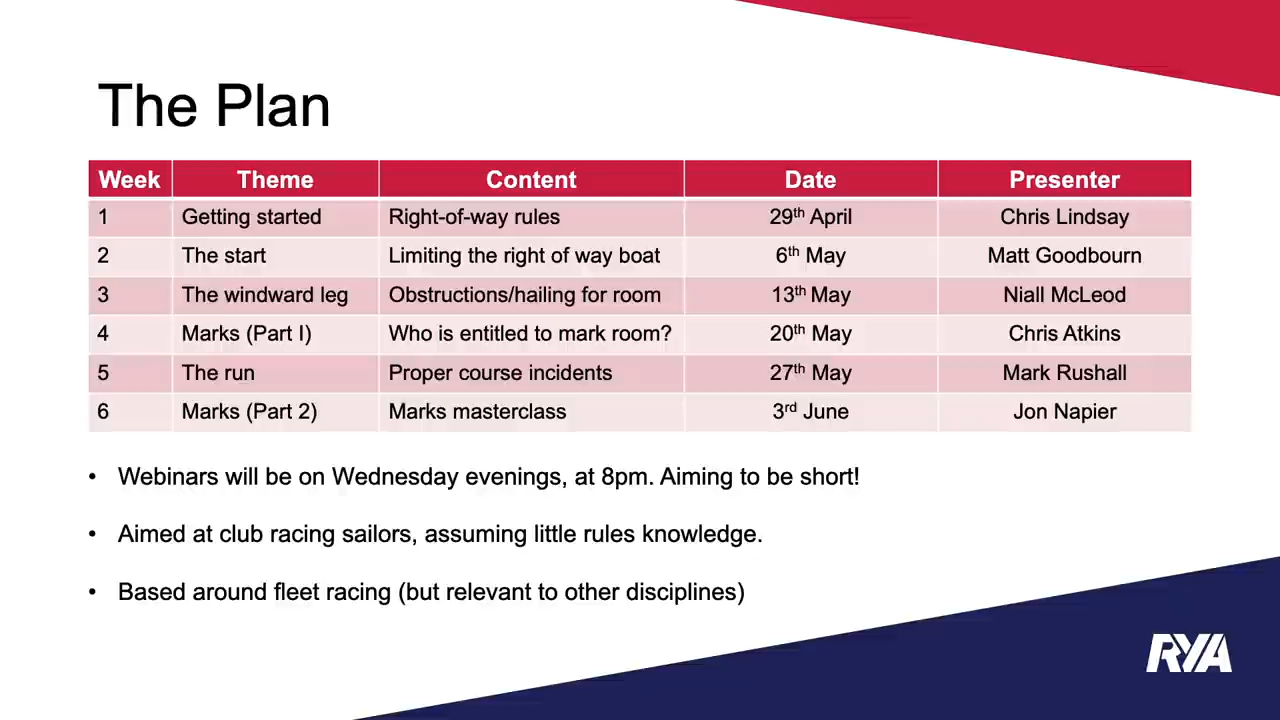 The Plan
Week Theme Content Date Presenter
1 Getting started Right-of-way rules 29th April Chris Lindsay
2 The start Limiting the right of way boat 6th May Matt Goodbourn
3 The windward leg Obstructions/hailing for room 13th May Niall McLeod
4 Marks (Part I) Who is entitled to mark room? 20th May Chris Atkins
5 The run Proper course incidents 27th May Mark Rushall
6 Marks (Part 2) Marks masterclass 3rd June Jon Napier
• Webinars will be on Wednesday evenings, at 8pm. Aiming to be short!
• Aimed at club racing sailors, assuming little rules knowledge.
• Based around fleet racing (but relevant to other disciplines)
RYA